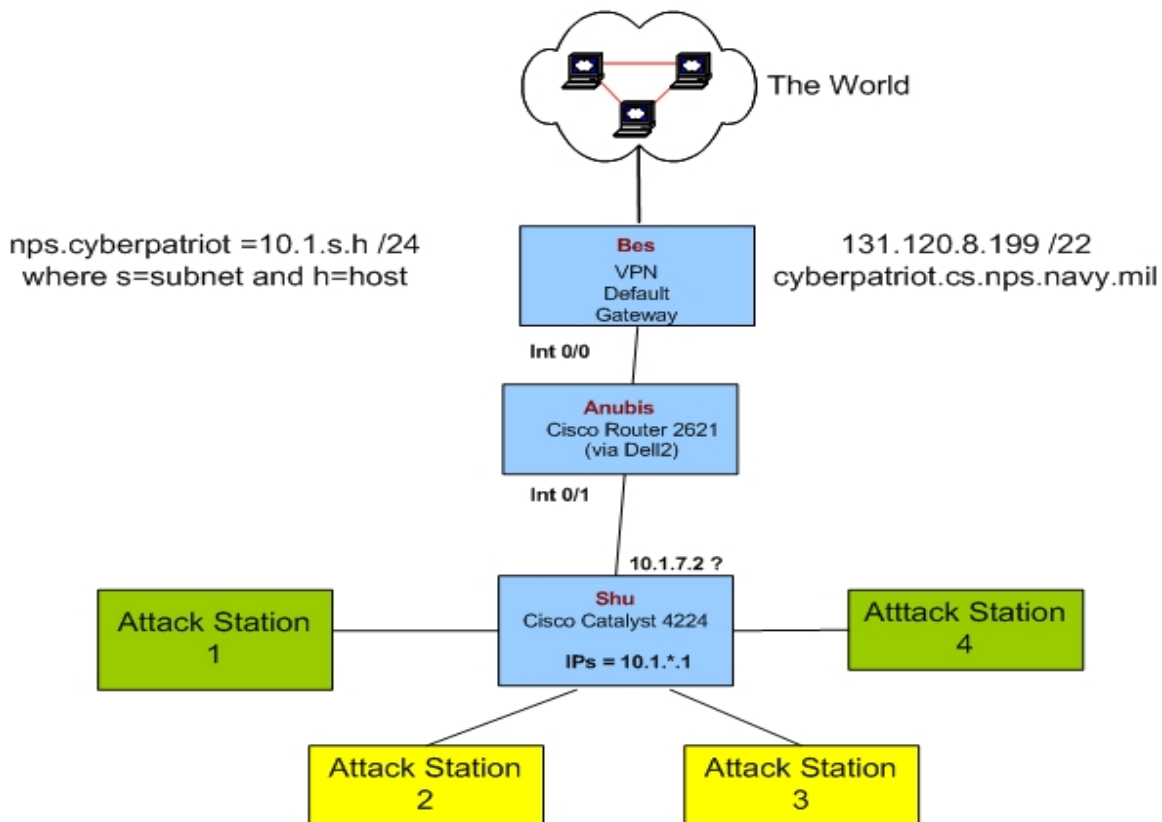 The World
nps.cyberpatriot =10.1.s.h /24
where s=subnet and h=host
Bes
VPN
Default
Gateway
131.120.8.199 /22
cyberpatriot.cs.nps.navy.mil
Int 0/0
Anubis
Cisco Router 2621
(via Dell2)
Int 0/1
10.1.7.2 ?
Shu
Cisco Catalyst 4224
IPs = 10.1.*.1
Attack Station
1
Atttack Station
4
Attack Station
2
Attack Station
3